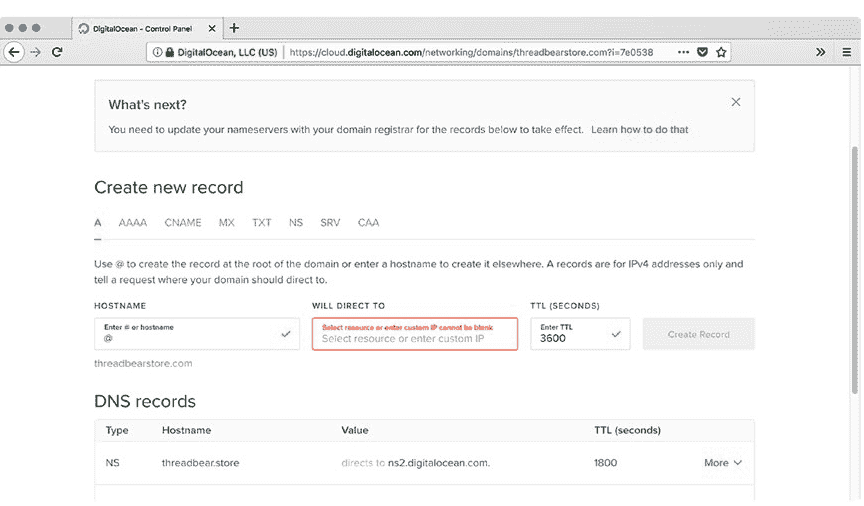 DigitalOcean - Control Panel
DigitalOcean, LLC (US) https://cloud.digitalocean.com/networking/domains/threadbearstore.com?i=7e0538
What's next?
You need to update your nameservers with your domain registrar for the records below to take effect. Learn how to do that
Create new record
A AAAA CNAME MX TXT NS SRV CAA
Use @ to create the record at the root of the domain or enter a hostname to create it elsewhere. A records are for IPv4 addresses only and
tell a request where your domain should direct to.
HOSTNAME WILL DIRECT TO TTL (SECONDS)
Enter @ or hostname Select resource or enter custom IP cannot be blank Enter TTL
@ Select resource or enter custom IP 3600 Create Record
threadbearstore.com
DNS records
Type Hostname Value TTL (seconds)
NS threadbear.store directs to ns2.digitalocean.com. 1800 More